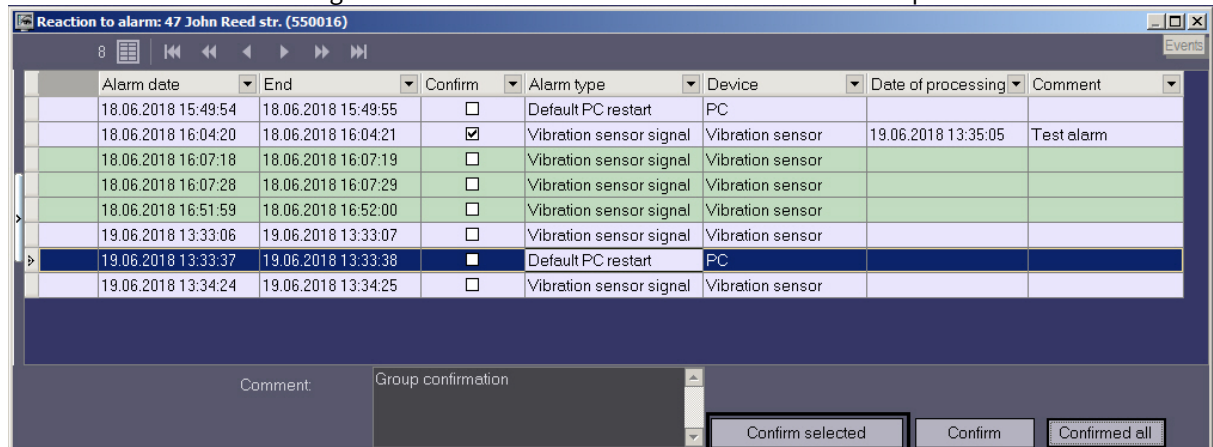 Reaction to alarm: 47 John Reed str. (550016)
8
Events
Alarm date End Confirm Alarm type Device Date of processing Comment
18.06.2018 15:49:54 18.06.2018 15:49:55 Default PC restart PC
18.06.2018 16:04:20 18.06.2018 16:04:21 Vibration sensor signal Vibration sensor 19.06.2018 13:35:05 Test alarm
18.06.2018 16:07:18 18.06.2018 16:07:19 Vibration sensor signal Vibration sensor
18.06.2018 16:07:28 18.06.2018 16:07:29 Vibration sensor signal Vibration sensor
18.06.2018 16:51:59 18.06.2018 16:52:00 Vibration sensor signal Vibration sensor
19.06.2018 13:33:06 19.06.2018 13:33:07 Vibration sensor signal Vibration sensor
19.06.2018 13:33:37 19.06.2018 13:33:38 Default PC restart PC
19.06.2018 13:34:24 19.06.2018 13:34:25 Vibration sensor signal Vibration sensor
Comment: Group confirmation
Confirm selected Confirm Confirmed all